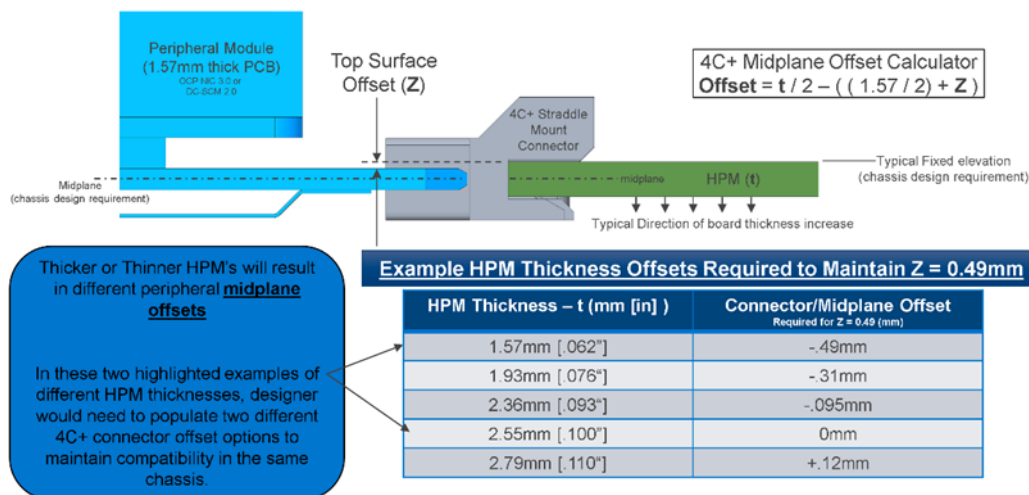 Peripheral Module
(1.57mm thick PCB)
OCP NIC 3.0 or
DC-SCM 2.0
Top Surface
Offset (Z)
4C+ Straddle
Mount
Connector
4C+ Midplane Offset Calculator
Offset = t / 2 – ( ( 1.57 / 2) + Z )
Midplane
(chassis design requirement)
midplane
HPM (t)
Typical Fixed elevation
(chassis design requirement)
Typical Direction of board thickness increase
Thicker or Thinner HPM's will result
in different peripheral midplane
offsets
In these two highlighted examples of
different HPM thicknesses, designer
would need to populate two different
4C+ connector offset options to
maintain compatibility in the same
chassis.
Example HPM Thickness Offsets Required to Maintain Z = 0.49mm
HPM Thickness – t (mm [in] )
Connector/Midplane Offset
Required for Z = 0.49 (mm)
1.57mm [.062"]
-.49mm
1.93mm [.076"]
-.31mm
2.36mm [.093"]
-.095mm
2.55mm [.100"]
0mm
2.79mm [.110"]
+.12mm